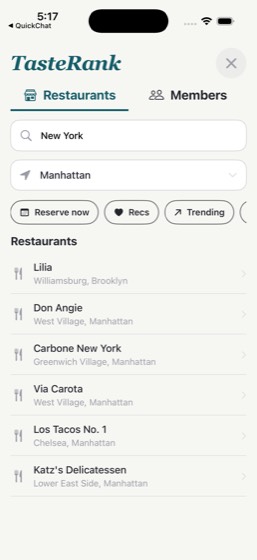 5:17
QuickChat
TasteRank
Restaurants
Members
New York
Manhattan
Reserve now
Recs
Trending
Restaurants
Lilia
Williamsburg, Brooklyn
Don Angie
West Village, Manhattan
Carbone New York
Greenwich Village, Manhattan
Via Carota
West Village, Manhattan
Los Tacos No. 1
Chelsea, Manhattan
Katz's Delicatessen
Lower East Side, Manhattan